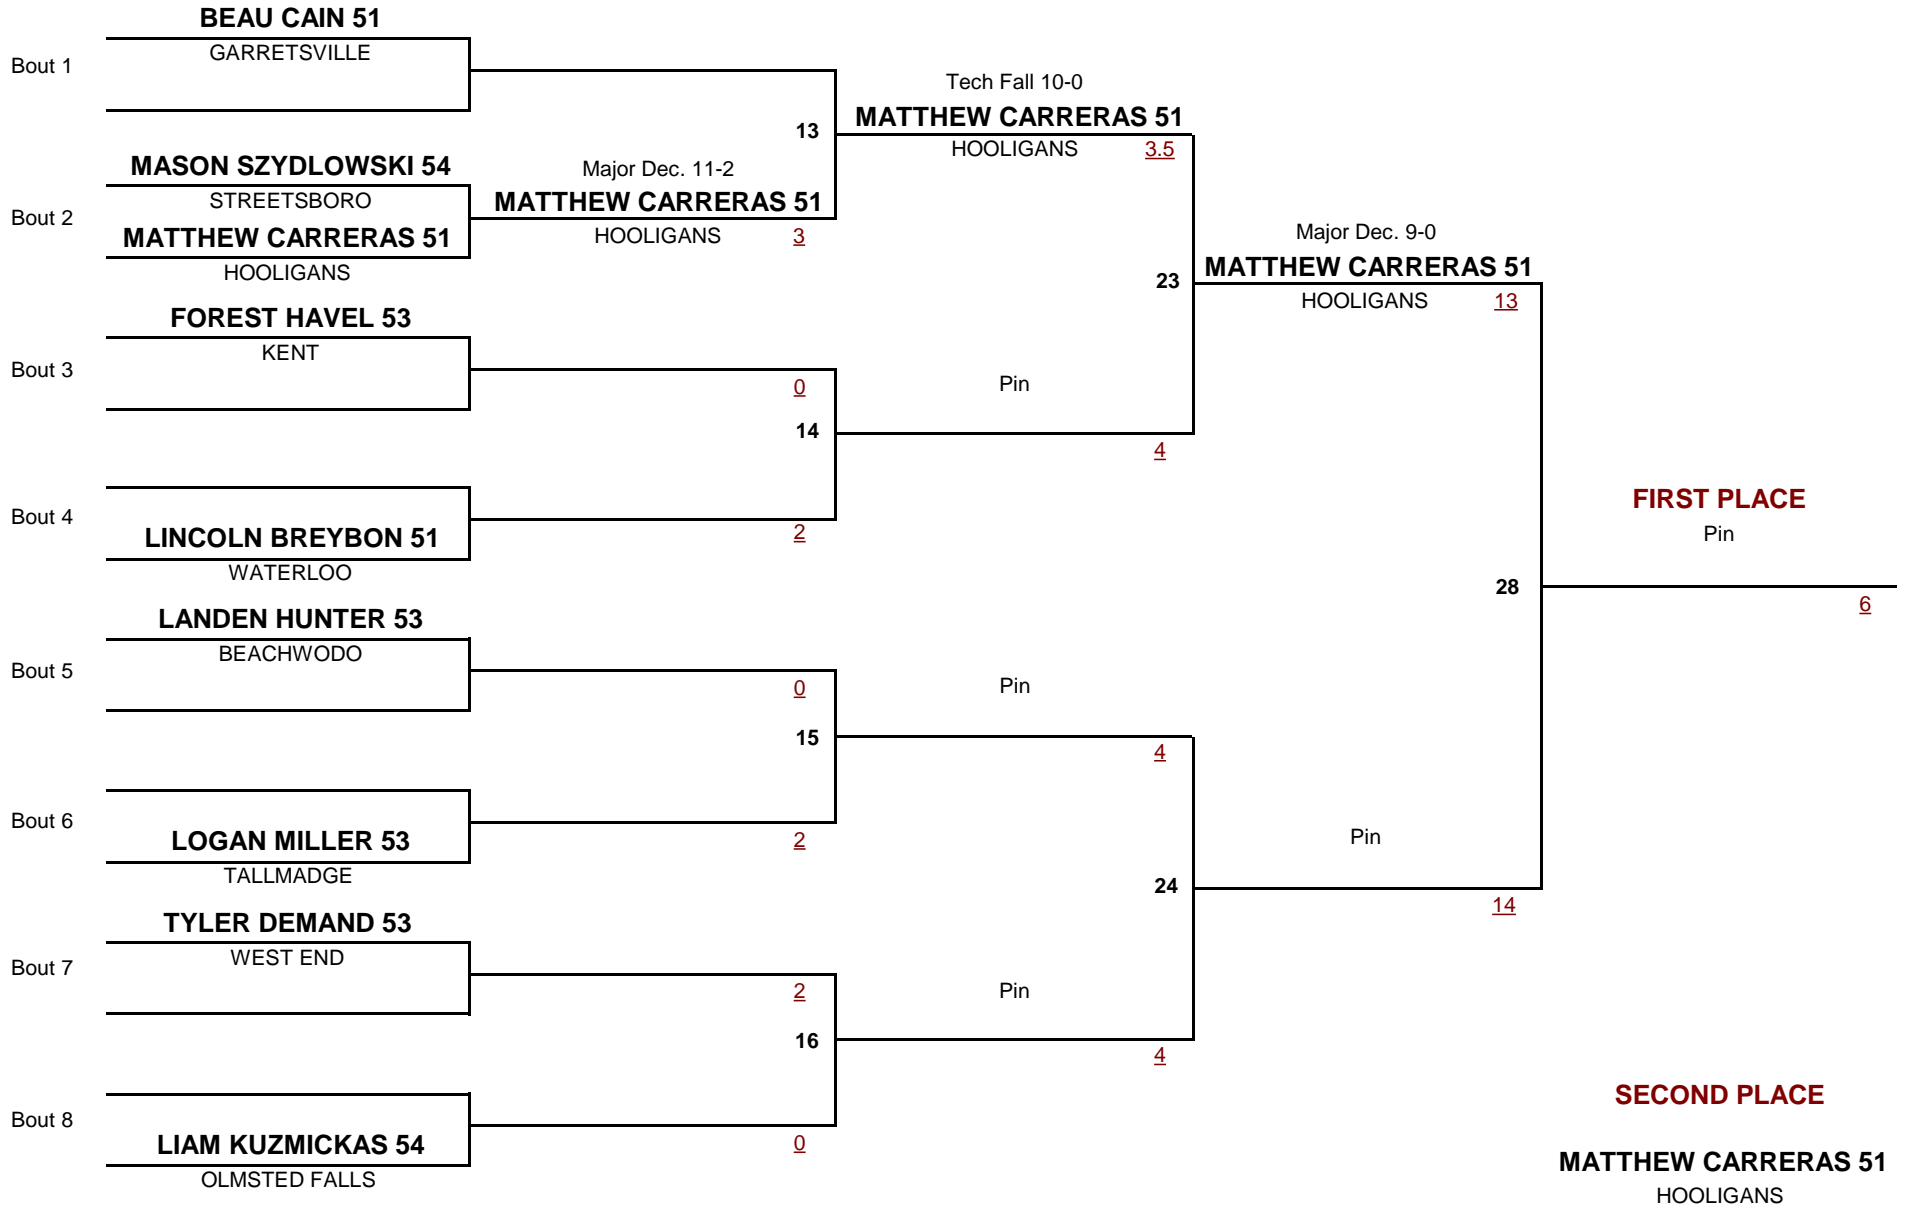 BEAU CAIN 51
GARRETSVILLE
Bout 1
Tech Fall 10-0
MATTHEW CARRERAS 51
13
HOOLIGANS 3.5
MASON SZYDLOWSKI 54
Major Dec. 11-2
STREETSBORO
MATTHEW CARRERAS 51
Bout 2
MATTHEW CARRERAS 51
HOOLIGANS 3
Major Dec. 9-0
HOOLIGANS
MATTHEW CARRERAS 51
23
HOOLIGANS 13
FOREST HAVEL 53
KENT
Bout 3
0
Pin
14
4
Bout 4
2
LINCOLN BREYBON 51
WATERLOO
FIRST PLACE
Pin
28
6
LANDEN HUNTER 53
BEACHWODO
Bout 5
0
Pin
15
4
Bout 6
2
LOGAN MILLER 53
TALLMADGE
Pin
24
14
TYLER DEMAND 53
WEST END
Bout 7
2
Pin
16
4
Bout 8
0
LIAM KUZMICKAS 54
OLMSTED FALLS
SECOND PLACE
MATTHEW CARRERAS 51
HOOLIGANS